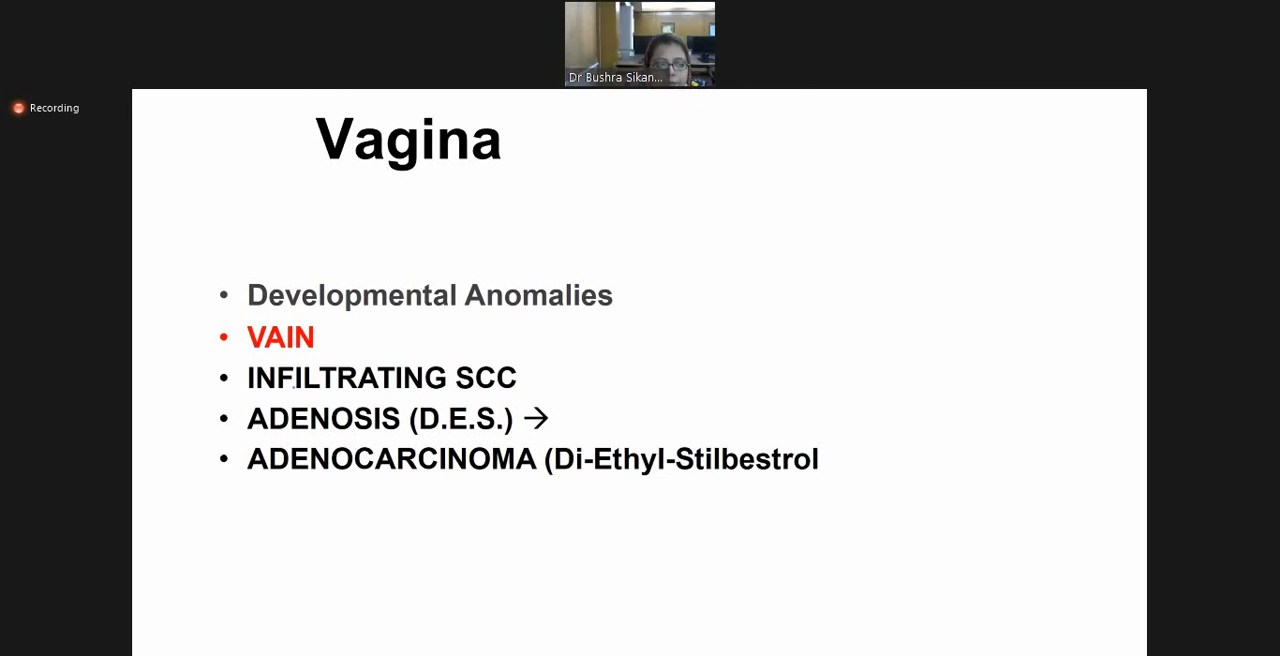 Dr Bushra Sikan...
Recording
Vagina
• Developmental Anomalies
• VAIN
• INFILTRATING SCC
• ADENOSIS (D.E.S.) →
• ADENOCARCINOMA (Di-Ethyl-Stilbestrol